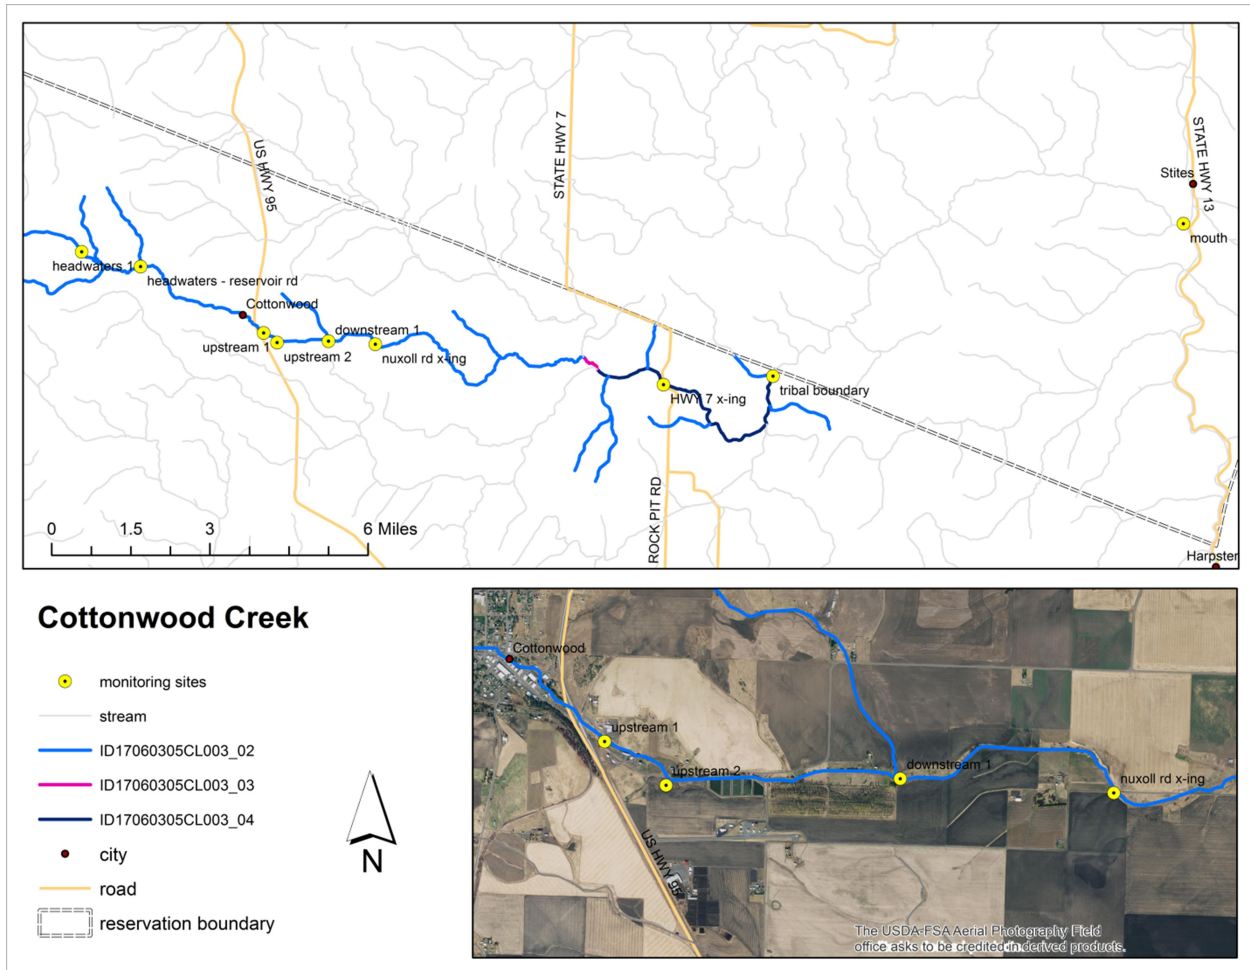 US HWY 95
STATE HWY 7
STATE HWY 13
Stites
mouth
headwaters 1
headwaters - reservoir rd
Cottonwood
upstream 1
upstream 2
downstream 1
nuxoll rd x-ing
HWY 7 x-ing
tribal boundary
ROCK PIT RD
Harpster
0 1.5 3 6 Miles
Cottonwood Creek
monitoring sites
stream
ID17060305CL003_02
ID17060305CL003_03
ID17060305CL003_04
city
road
reservation boundary
N
Cottonwood
upstream 1
upstream 2
downstream 1
nuxoll rd x-ing
US HWY 95
The USDA-FSA Aerial Photography Field
office asks to be credited in derived products.